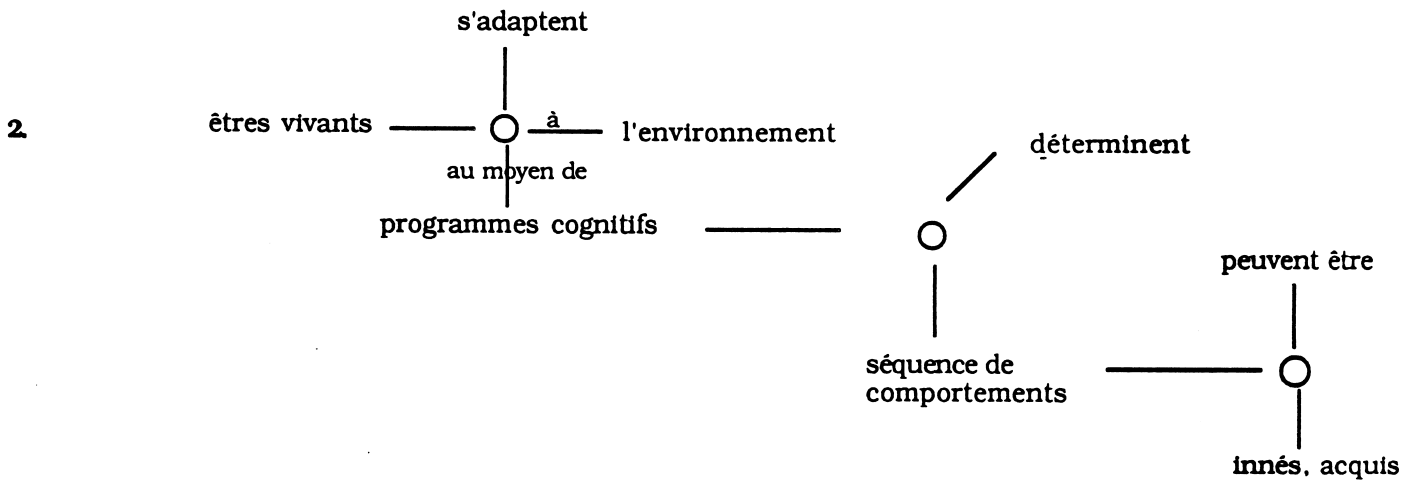 s'adaptent
2.
êtres vivants
à
l'environnement
déterminent
au moyen de
programmes cognitifs
peuvent être
séquence de
comportements
innés, acquis